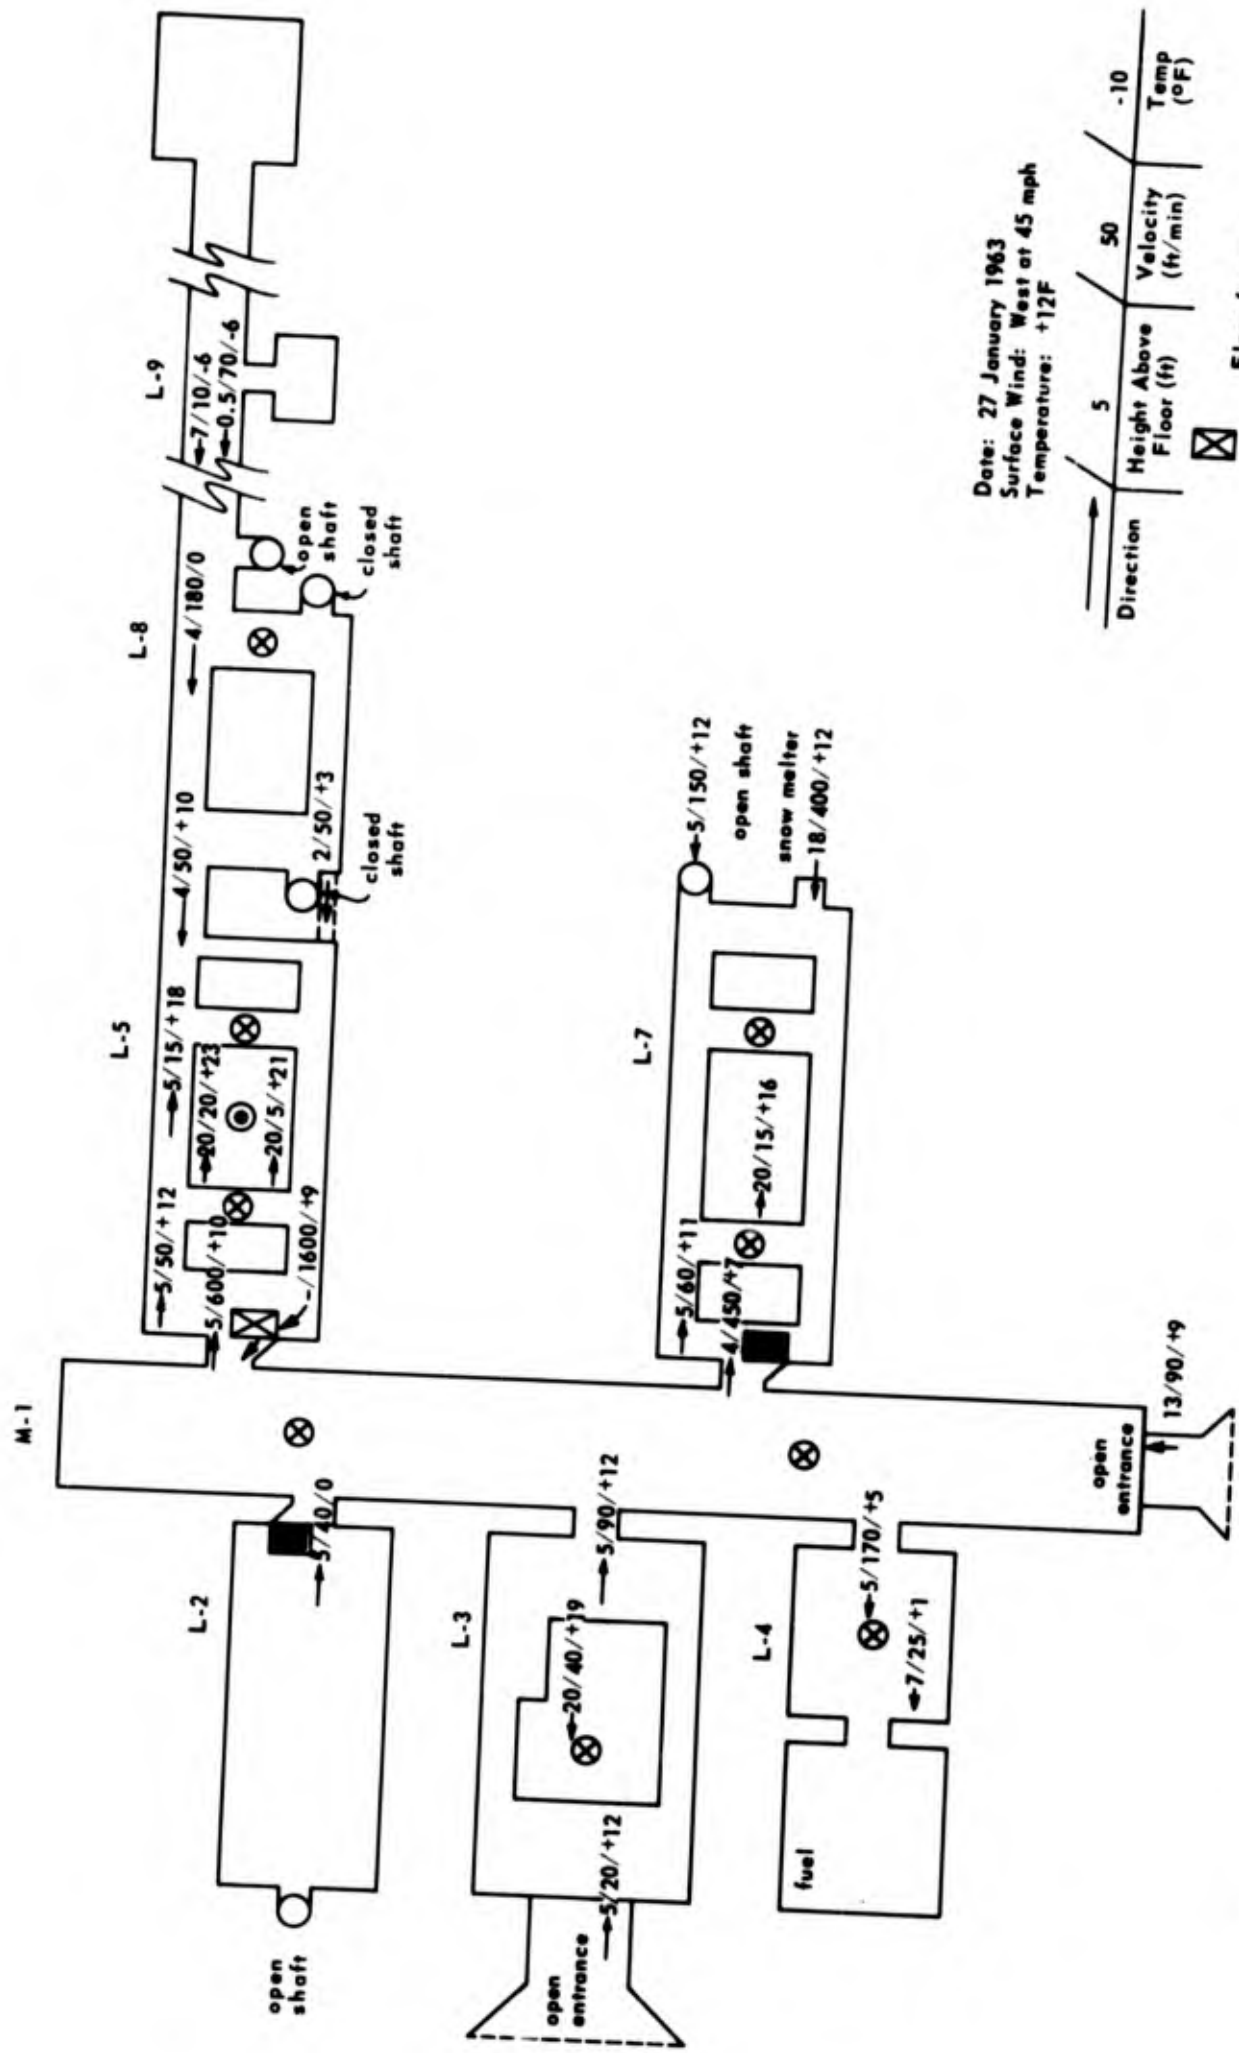 M-1
L-2
open
shaft
5/40/0
L-3
20/40/+19
5/90/+12
5/20/+12
open
entrance
L-4
5/170/+5
7/25/+1
fuel
open
entrance
13/90/+9
L-5
5/50/+12
5/600/+10
-/1600/+9
5/15/+18
20/20/+23
20/5/+21
4/50/+10
2/50/+3
closed
shaft
L-8
4/180/0
open
shaft
closed
shaft
L-9
7/10/-6
0.5/70/-6
L-7
5/60/+11
4/450/+7
20/15/+16
5/150/+12
open shaft
snow melter
18/400/+12
Date: 27 January 1963
Surface Wind: West at 45 mph
Temperature: +12F
5 50 -10
Direction
Height Above
Floor (ft)
Velocity
(ft/min)
Temp
(°F)